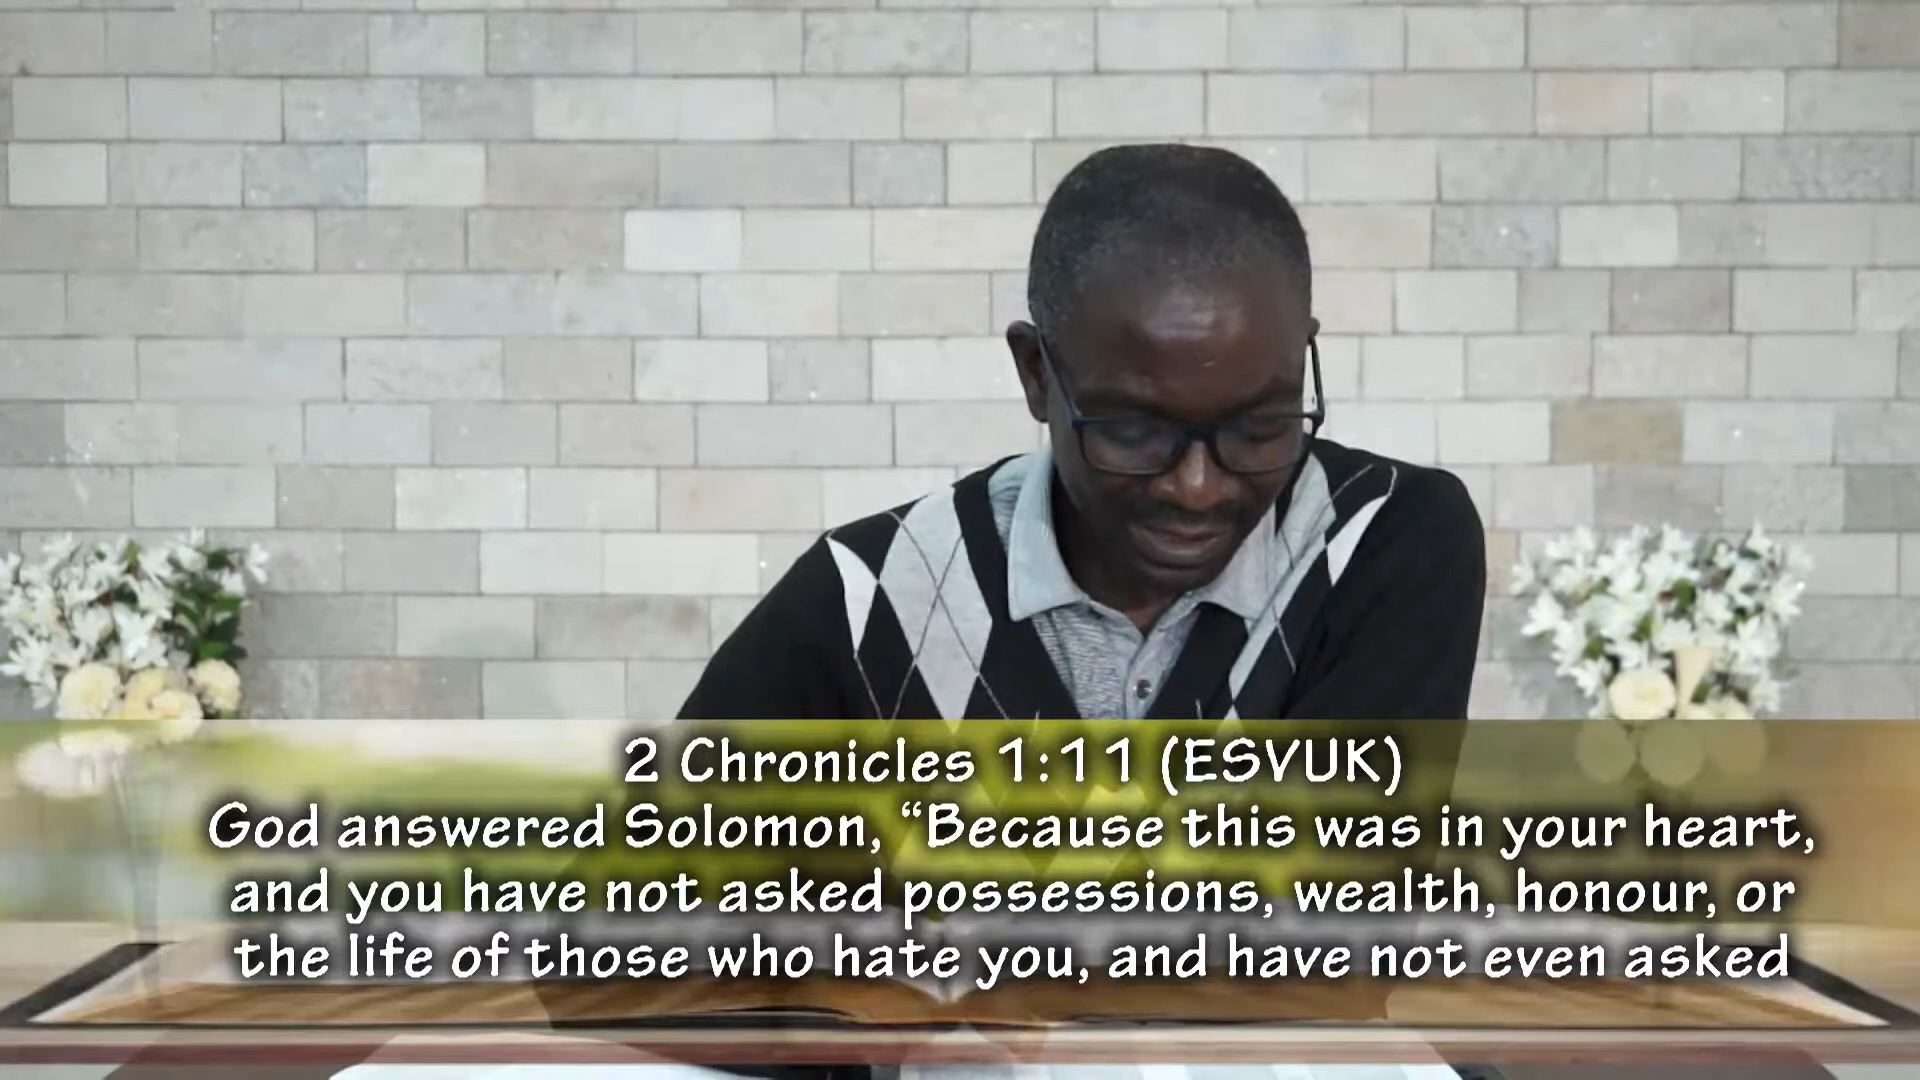 2 Chronicles 1:11 (ESVUK)
God answered Solomon, “Because this was in your heart,
and you have not asked possessions, wealth, honour, or
the life of those who hate you, and have not even asked